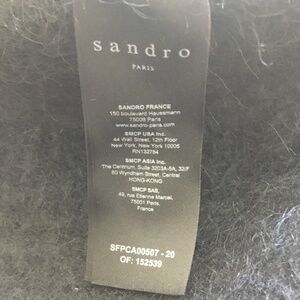 sandro
PARIS
SANDRO FRANCE
150 boulevard Haussmann
75008 Paris
www.sandro-paris.com
SMCP USA Inc.
44 Wall Street, 12th Floor
New York, New York 10005
RN132784
SMCP ASIA Inc.
The Centrium, Suite 3203A-5A, 32/F
60 Wyndham Street, Central
HONG-KONG
SMCP SAS,
49, rue Etienne Marcel,
75001 Paris,
France
SFPCA00507 - 20
OF: 152539